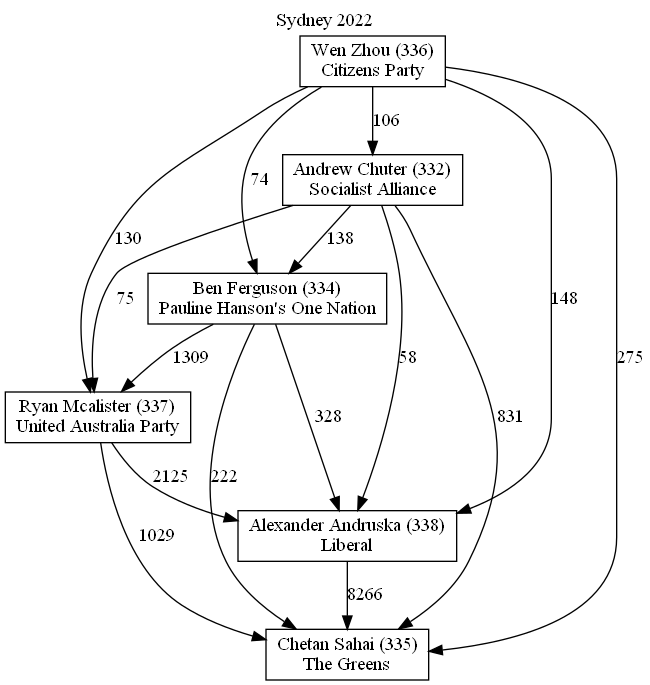 Sydney 2022
Wen Zhou (336)
Citizens Party
106
Andrew Chuter (332)
Socialist Alliance
74
130
138
Ben Ferguson (334)
Pauline Hanson's One Nation
75
148
58
275
1309
Ryan Mcalister (337)
United Australia Party
328
831
2125
222
Alexander Andruska (338)
Liberal
1029
8266
Chetan Sahai (335)
The Greens